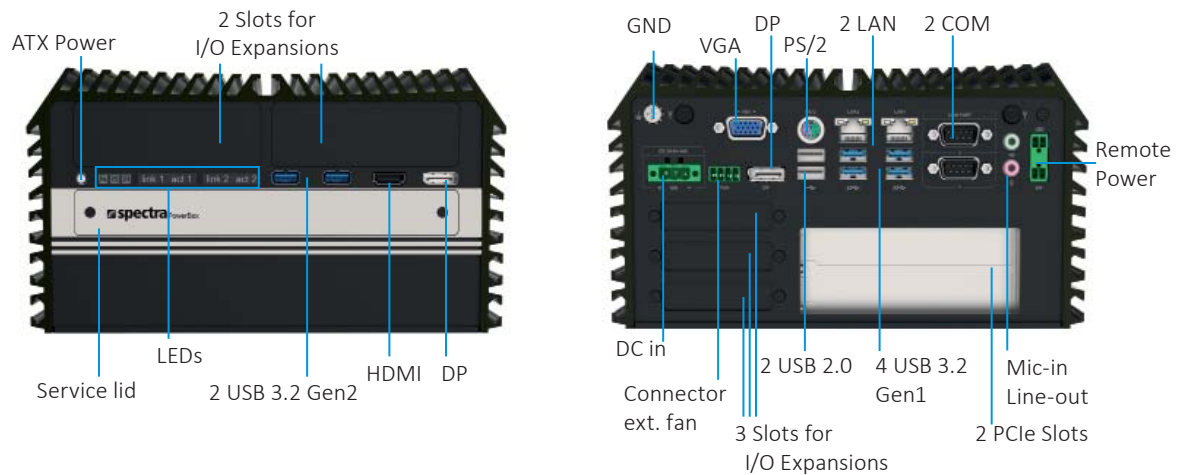 2 Slots for
I/O Expansions
ATX Power
link 1 act 1 link 2 act 2
spectra PowerBox
LEDs
Service lid
2 USB 3.2 Gen2
HDMI
DP
GND
VGA
DP
PS/2
2 LAN
2 COM
Remote
Power
DC in
Connector
ext. fan
2 USB 2.0
4 USB 3.2
Gen1
Mic-in
Line-out
3 Slots for
I/O Expansions
2 PCIe Slots